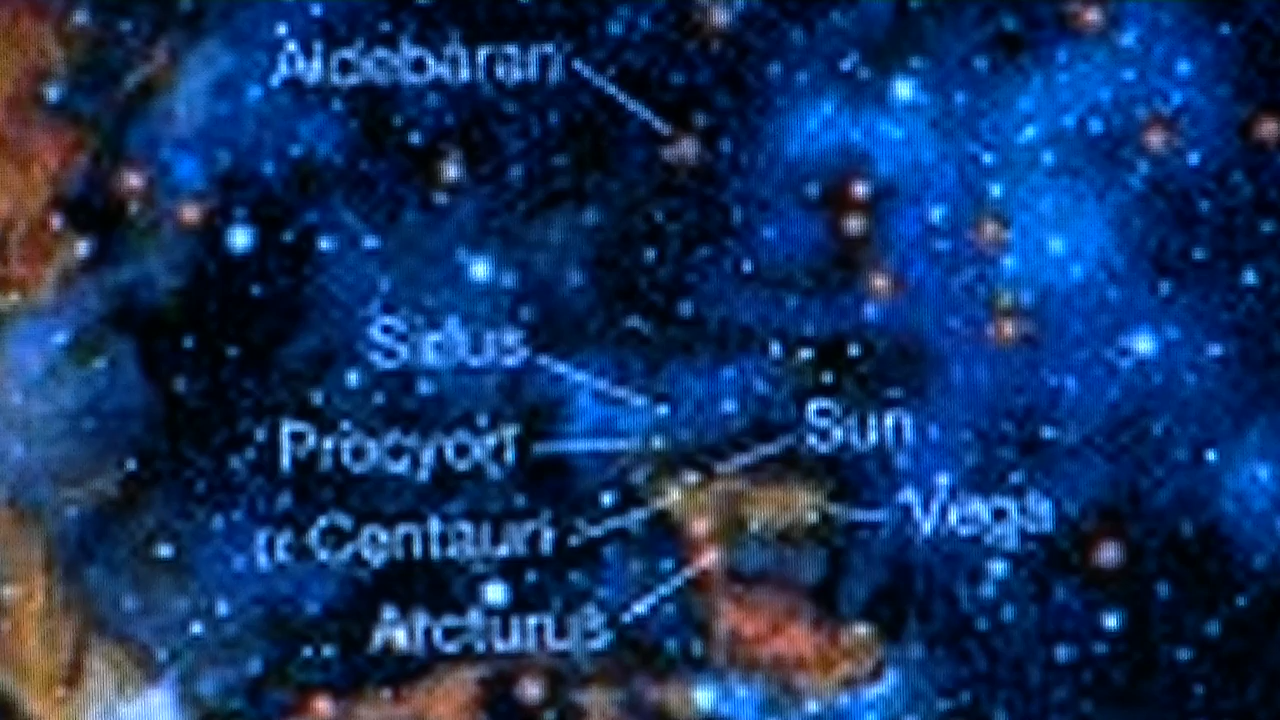 Aldebaran
Sirius
Procyon
Sun
α Centauri
Vega
Arcturus